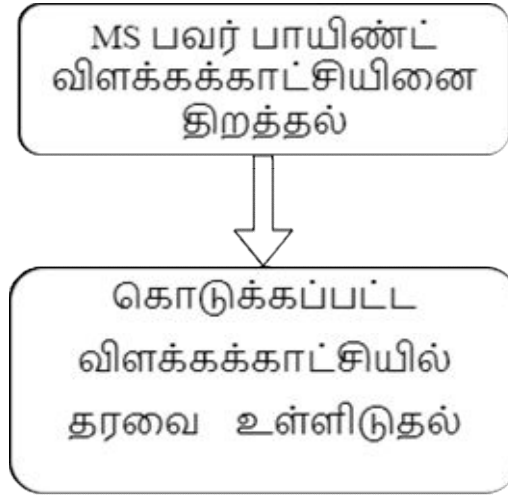 MS பவர் பாயிண்ட்
விளக்கக்காட்சியினை
திறத்தல்
கொடுக்கப்பட்ட
விளக்கக்காட்சியில்
தரவை உள்ளிடுதல்